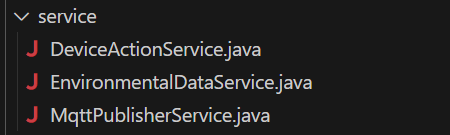 service
DeviceActionService.java
EnvironmentalDataService.java
MqttPublisherService.java